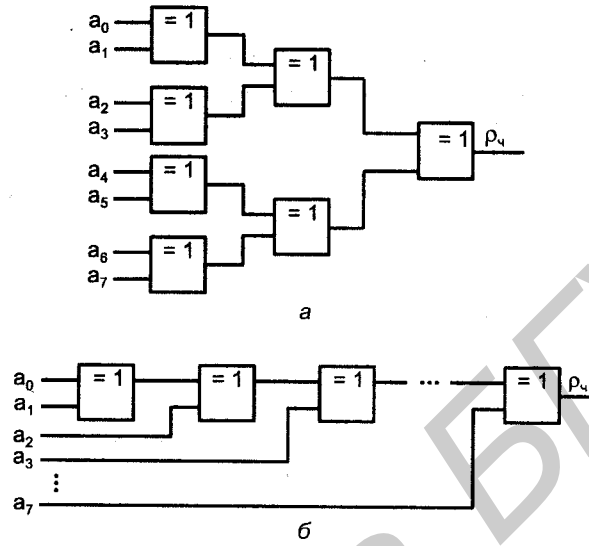 a₀
a₁
= 1
a₂
a₃
= 1
a₄
a₅
= 1
a₆
a₇
= 1
= 1
= 1
= 1
ρч
а
a₀
a₁
a₂
a₃
⋮
a₇
= 1
= 1
= 1
...
= 1
ρч
б
БГ